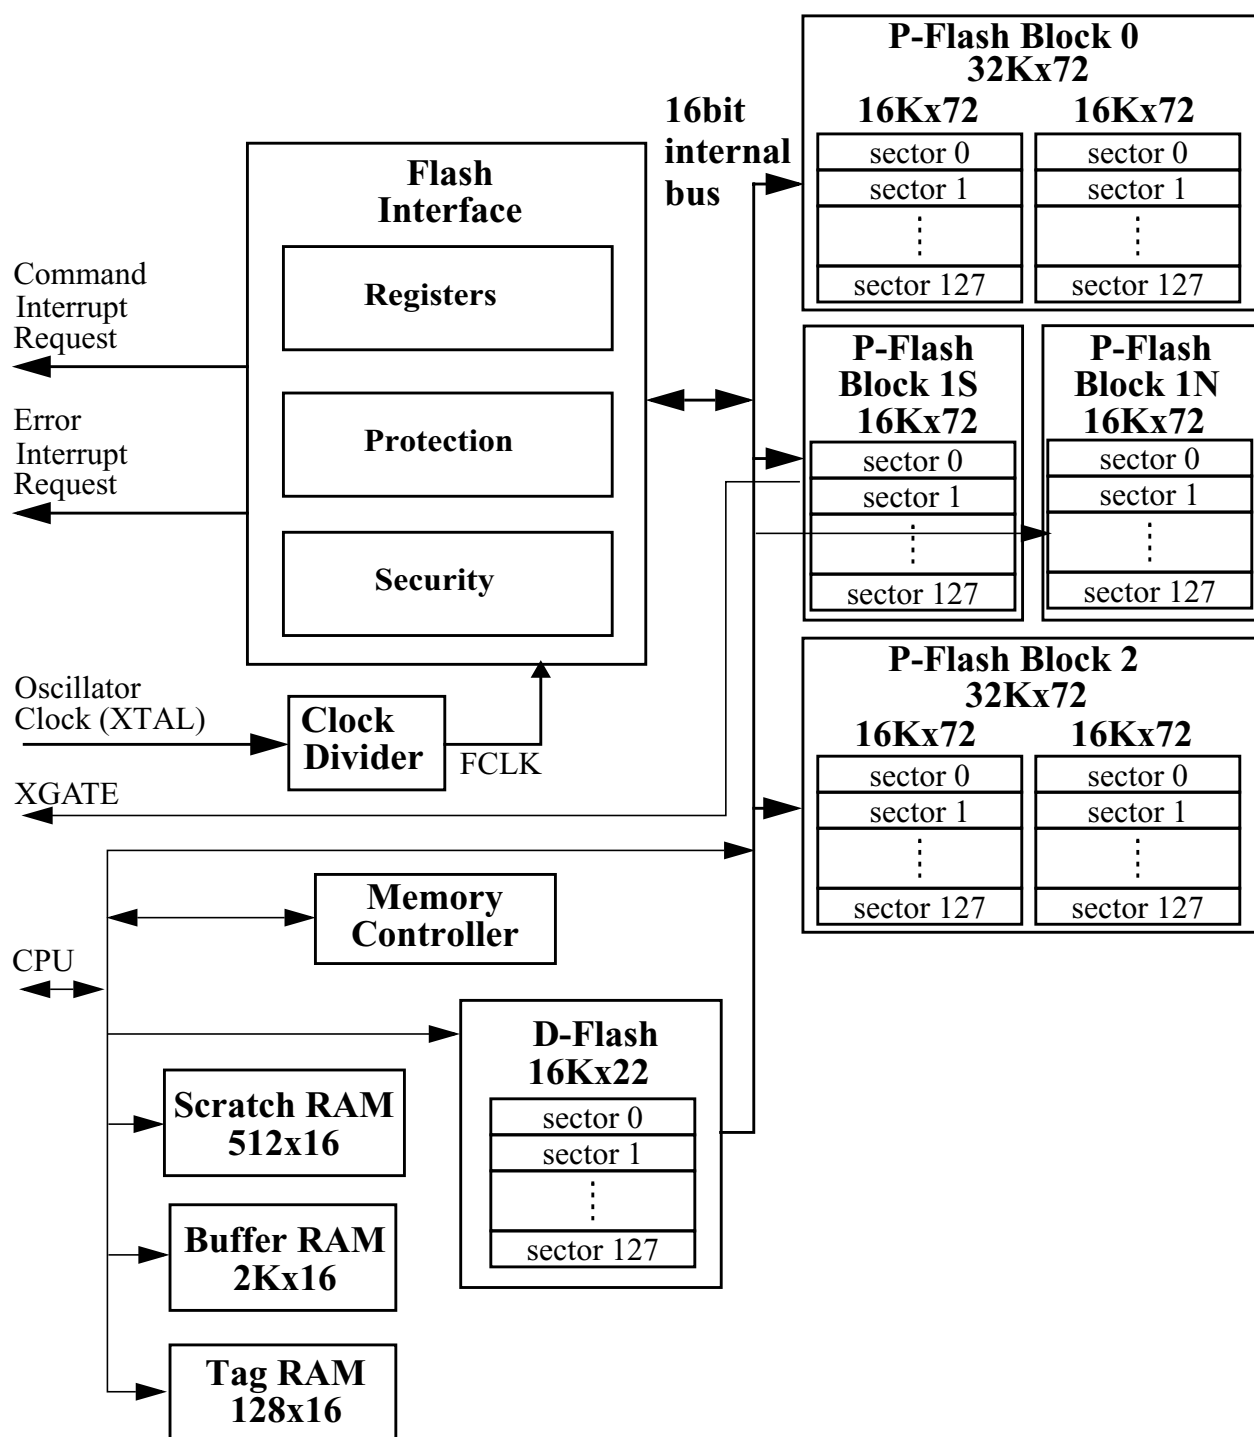 Flash
Interface
Registers
Protection
Security
Command
Interrupt
Request
Error
Interrupt
Request
Oscillator
Clock (XTAL)
Clock
Divider
FCLK
XGATE
Memory
Controller
CPU
D-Flash
16Kx22
sector 0
sector 1
sector 127
Scratch RAM
512x16
Buffer RAM
2Kx16
Tag RAM
128x16
16bit
internal
bus
P-Flash Block 0
32Kx72
16Kx72 16Kx72
sector 0 sector 0
sector 1 sector 1
sector 127 sector 127
P-Flash
Block 1S
16Kx72
sector 0
sector 1
sector 127
P-Flash
Block 1N
16Kx72
sector 0
sector 1
sector 127
P-Flash Block 2
32Kx72
16Kx72 16Kx72
sector 0 sector 0
sector 1 sector 1
sector 127 sector 127